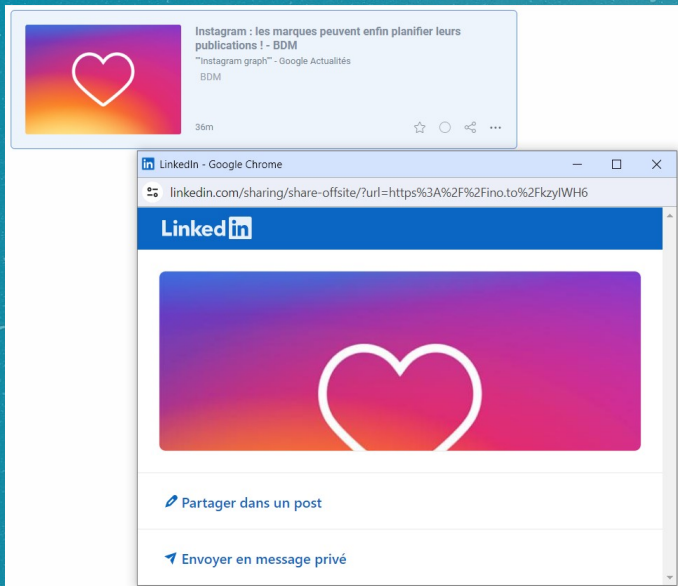 Instagram : les marques peuvent enfin planifier leurs
publications ! - BDM
""Instagram graph"" - Google Actualités
BDM
36m
in LinkedIn - Google Chrome
linkedin.com/sharing/share-offsite/?url=https%3A%2F%2Fino.to%2FkzyIWH6
Linked in
Partager dans un post
Envoyer en message privé